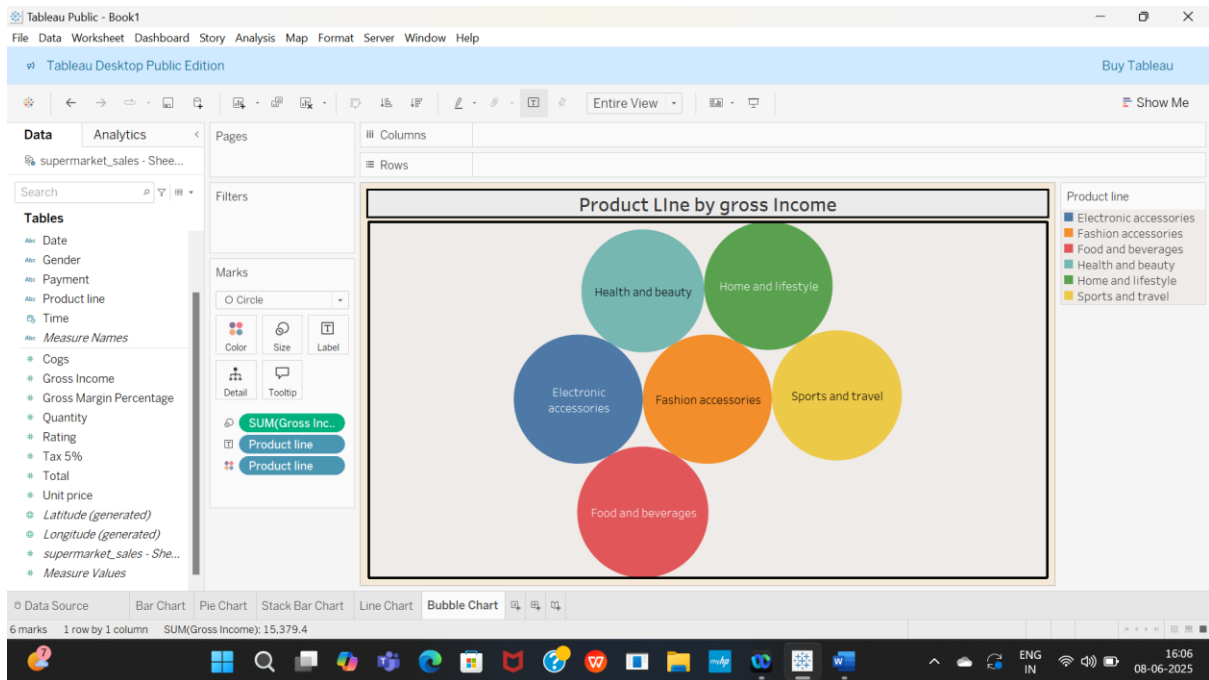 Tableau Public - Book1
File Data Worksheet Dashboard Story Analysis Map Format Server Window Help
Tableau Desktop Public Edition
Buy Tableau
Entire View
Show Me
Data Analytics
supermarket_sales - Shee...
Search
Tables
Abc Date
Abc Gender
Abc Payment
Abc Product line
Time
Abc Measure Names
# Cogs
# Gross Income
# Gross Margin Percentage
# Quantity
# Rating
# Tax 5%
# Total
# Unit price
Latitude (generated)
Longitude (generated)
# supermarket_sales - She...
# Measure Values
Pages
Filters
Marks
Circle
Color Size Label
Detail Tooltip
SUM(Gross Inc..
Product line
Product line
Columns
Rows
Product LIne by gross Income
Health and beauty
Home and lifestyle
Electronic
accessories
Fashion accessories
Sports and travel
Food and beverages
Product line
Electronic accessories
Fashion accessories
Food and beverages
Health and beauty
Home and lifestyle
Sports and travel
Data Source Bar Chart Pie Chart Stack Bar Chart Line Chart Bubble Chart
6 marks 1 row by 1 column SUM(Gross Income): 15,379.4
7
ENG
IN
16:06
08-06-2025